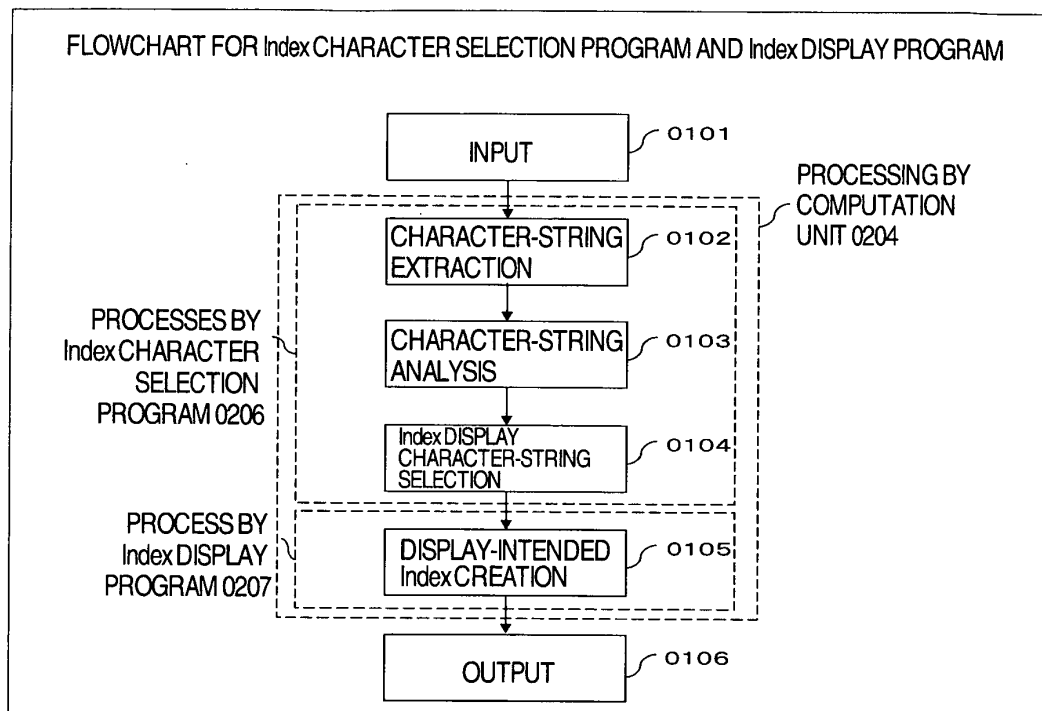 FLOWCHART FOR Index CHARACTER SELECTION PROGRAM AND Index DISPLAY PROGRAM
INPUT
0101
PROCESSING BY
COMPUTATION
UNIT 0204
CHARACTER-STRING
EXTRACTION
0102
PROCESSES BY
Index CHARACTER
SELECTION
PROGRAM 0206
CHARACTER-STRING
ANALYSIS
0103
Index DISPLAY
CHARACTER-STRING
SELECTION
0104
PROCESS BY
Index DISPLAY
PROGRAM 0207
DISPLAY-INTENDED
Index CREATION
0105
OUTPUT
0106